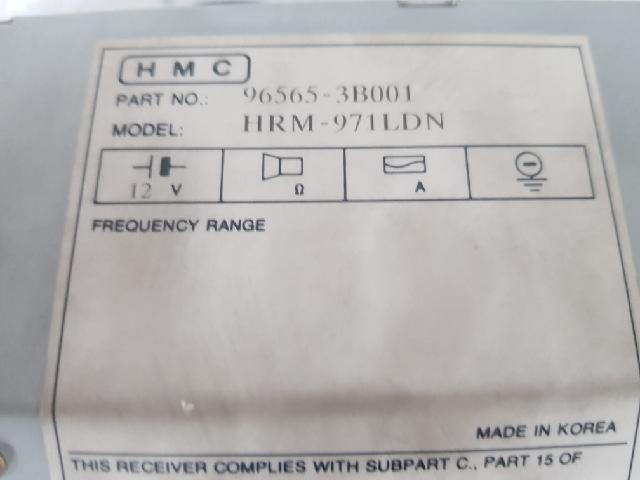 HMC
PART NO.: 96565-3B001
MODEL: HRM-971LDN
12 V Ω A
FREQUENCY RANGE
MADE IN KOREA
THIS RECEIVER COMPLIES WITH SUBPART C., PART 15 OF